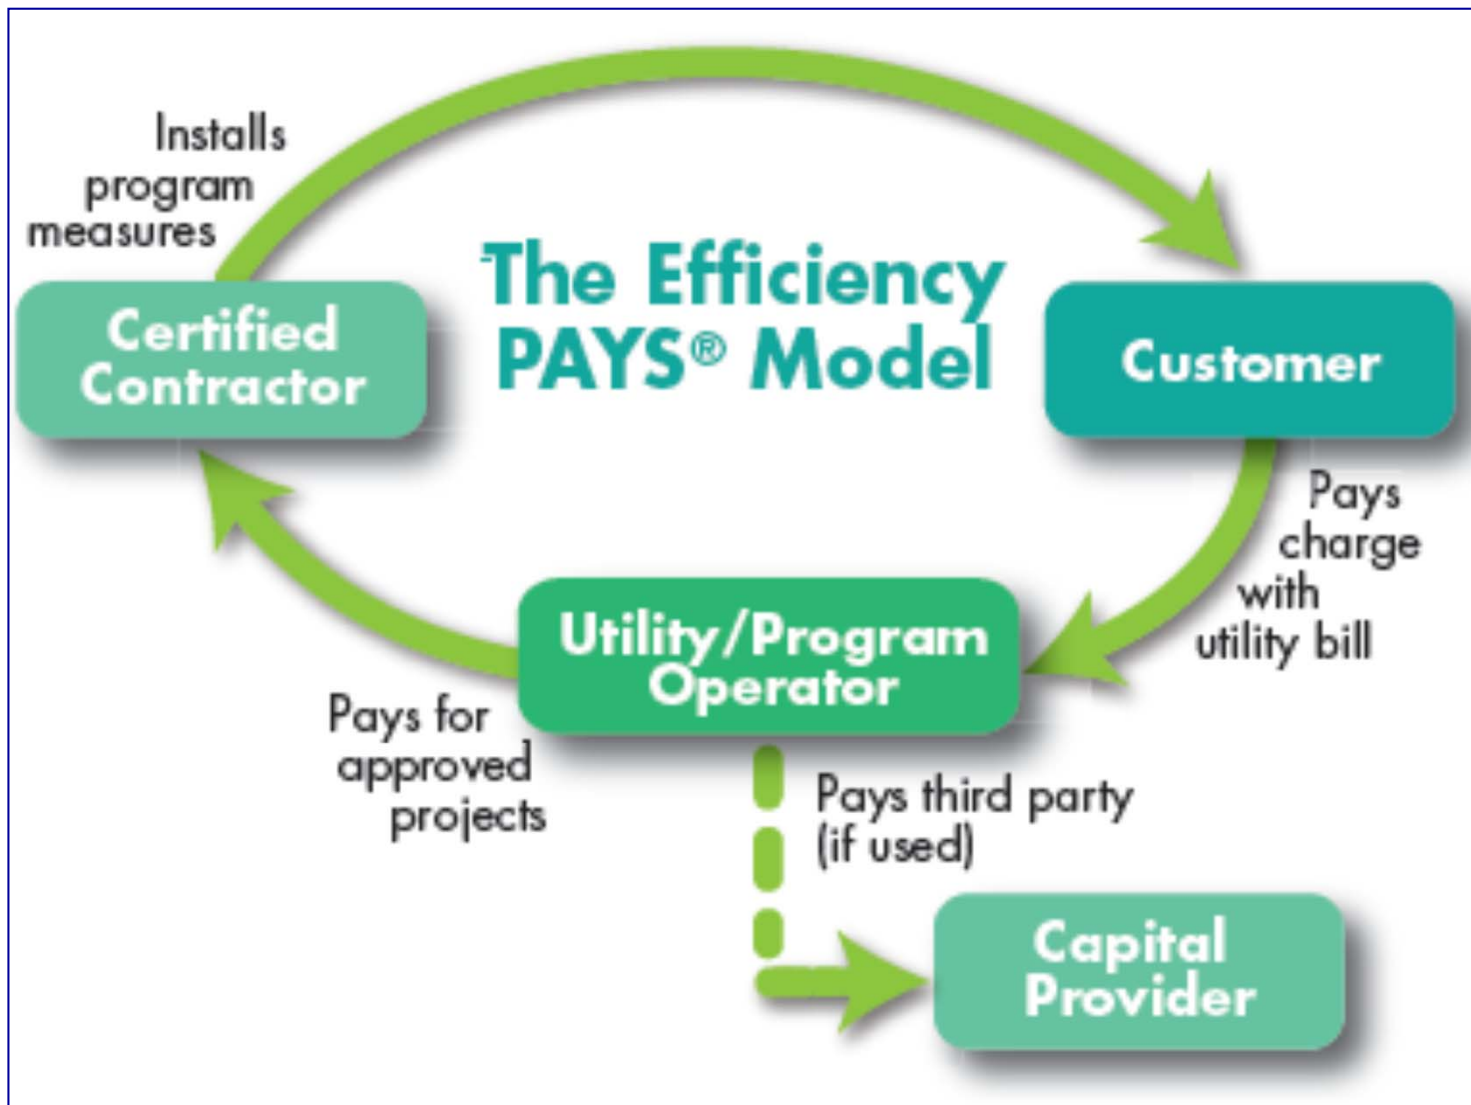 Installs
program
measures
The Efficiency
PAYS® Model
Certified
Contractor
Customer
Pays
charge
with
utility bill
Utility/Program
Operator
Pays for
approved
projects
Pays third party
(if used)
Capital
Provider